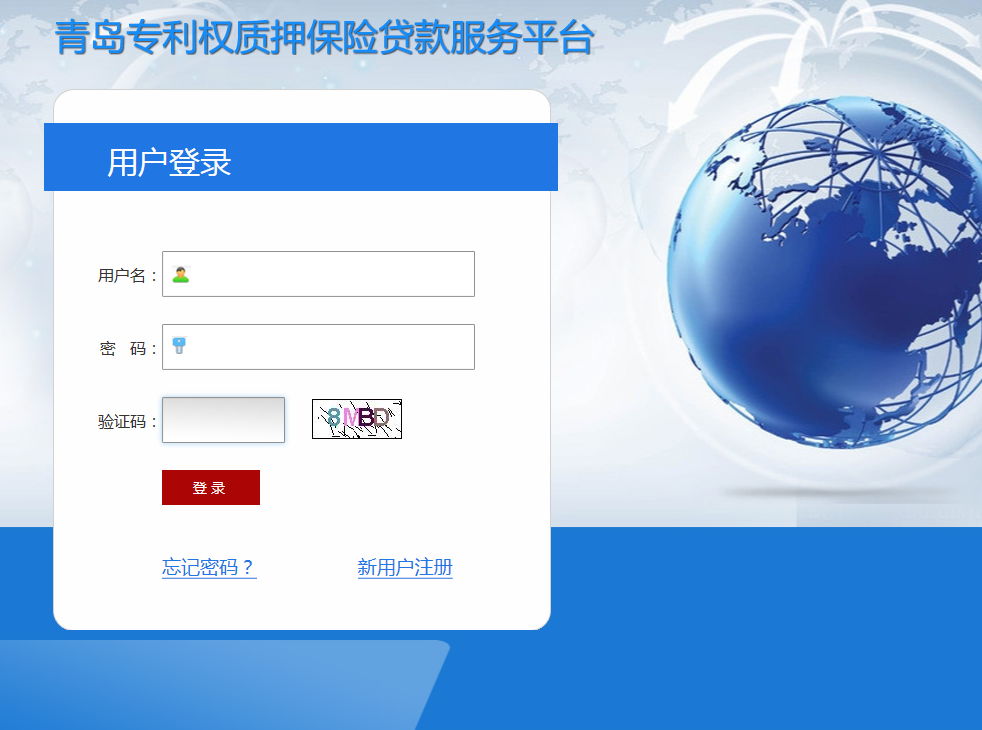 青岛专利权质押保险贷款服务平台
用户登录
用户名：
密 码：
验证码： 8MBD
登 录
忘记密码？ 新用户注册